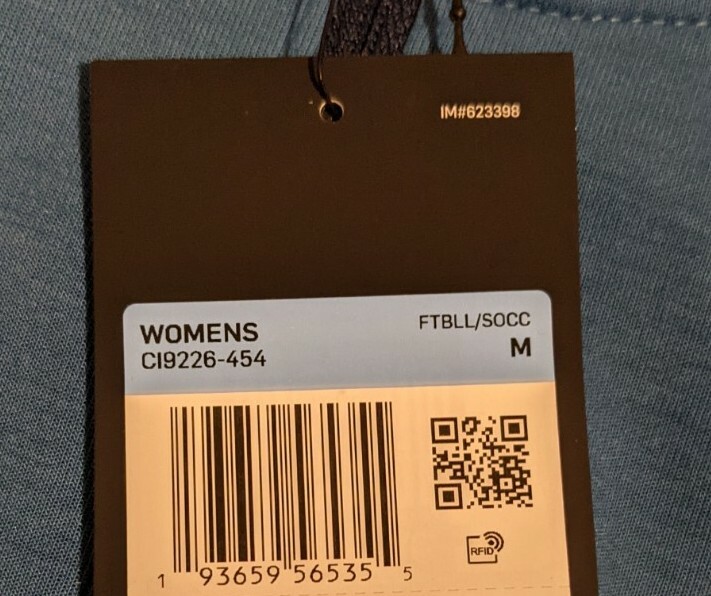 IM#623398
WOMENS
FTBLL/SOCC
CI9226-454
M
RFID
1 93659 56535 5